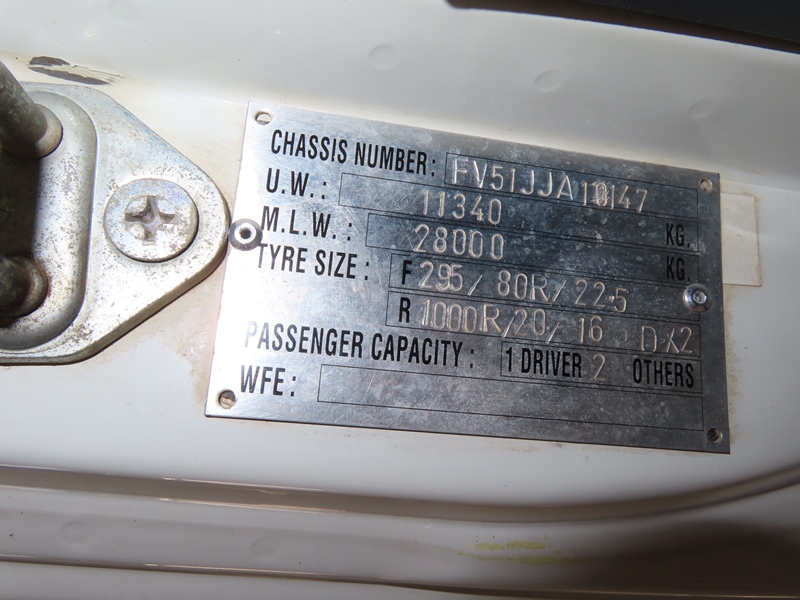 CHASSIS NUMBER: FV51JJA10147
U.W.: 11340 KG.
M.L.W.: 28000 KG.
TYRE SIZE: F 295/80R/22.5
R 1000R/20/16 DX2
PASSENGER CAPACITY: 1 DRIVER 2 OTHERS
WFE: